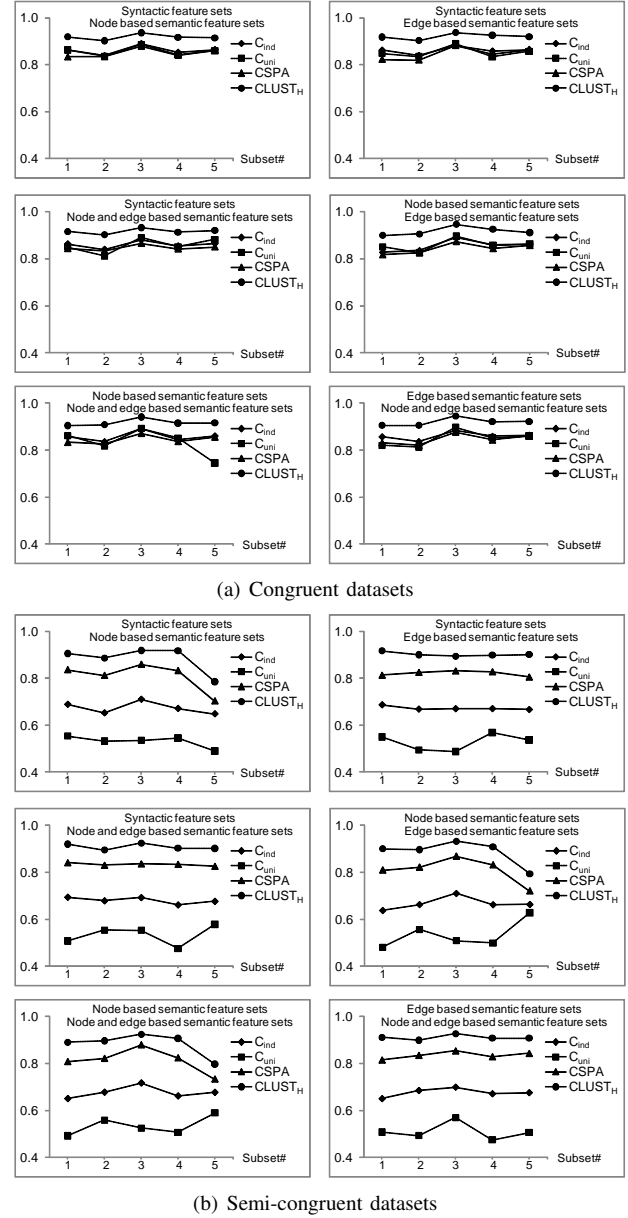 Syntactic feature sets
Node based semantic feature sets
1.0
0.8
0.6
0.4
1 2 3 4 5
Subset#
C_ind
C_uni
CSPA
CLUST_H
Syntactic feature sets
Edge based semantic feature sets
1.0
0.8
0.6
0.4
1 2 3 4 5
Subset#
C_ind
C_uni
CSPA
CLUST_H
Syntactic feature sets
Node and edge based semantic feature sets
1.0
0.8
0.6
0.4
1 2 3 4 5
Subset#
C_ind
C_uni
CSPA
CLUST_H
Node based semantic feature sets
Edge based semantic feature sets
1.0
0.8
0.6
0.4
1 2 3 4 5
Subset#
C_ind
C_uni
CSPA
CLUST_H
Node based semantic feature sets
Node and edge based semantic feature sets
1.0
0.8
0.6
0.4
1 2 3 4 5
Subset#
C_ind
C_uni
CSPA
CLUST_H
Edge based semantic feature sets
Node and edge based semantic feature sets
1.0
0.8
0.6
0.4
1 2 3 4 5
Subset#
C_ind
C_uni
CSPA
CLUST_H
(a) Congruent datasets
Syntactic feature sets
Node based semantic feature sets
1.0
0.8
0.6
0.4
1 2 3 4 5
Subset#
C_ind
C_uni
CSPA
CLUST_H
Syntactic feature sets
Edge based semantic feature sets
1.0
0.8
0.6
0.4
1 2 3 4 5
Subset#
C_ind
C_uni
CSPA
CLUST_H
Syntactic feature sets
Node and edge based semantic feature sets
1.0
0.8
0.6
0.4
1 2 3 4 5
Subset#
C_ind
C_uni
CSPA
CLUST_H
Node based semantic feature sets
Edge based semantic feature sets
1.0
0.8
0.6
0.4
1 2 3 4 5
Subset#
C_ind
C_uni
CSPA
CLUST_H
Node based semantic feature sets
Node and edge based semantic feature sets
1.0
0.8
0.6
0.4
1 2 3 4 5
Subset#
C_ind
C_uni
CSPA
CLUST_H
Edge based semantic feature sets
Node and edge based semantic feature sets
1.0
0.8
0.6
0.4
1 2 3 4 5
Subset#
C_ind
C_uni
CSPA
CLUST_H
(b) Semi-congruent datasets